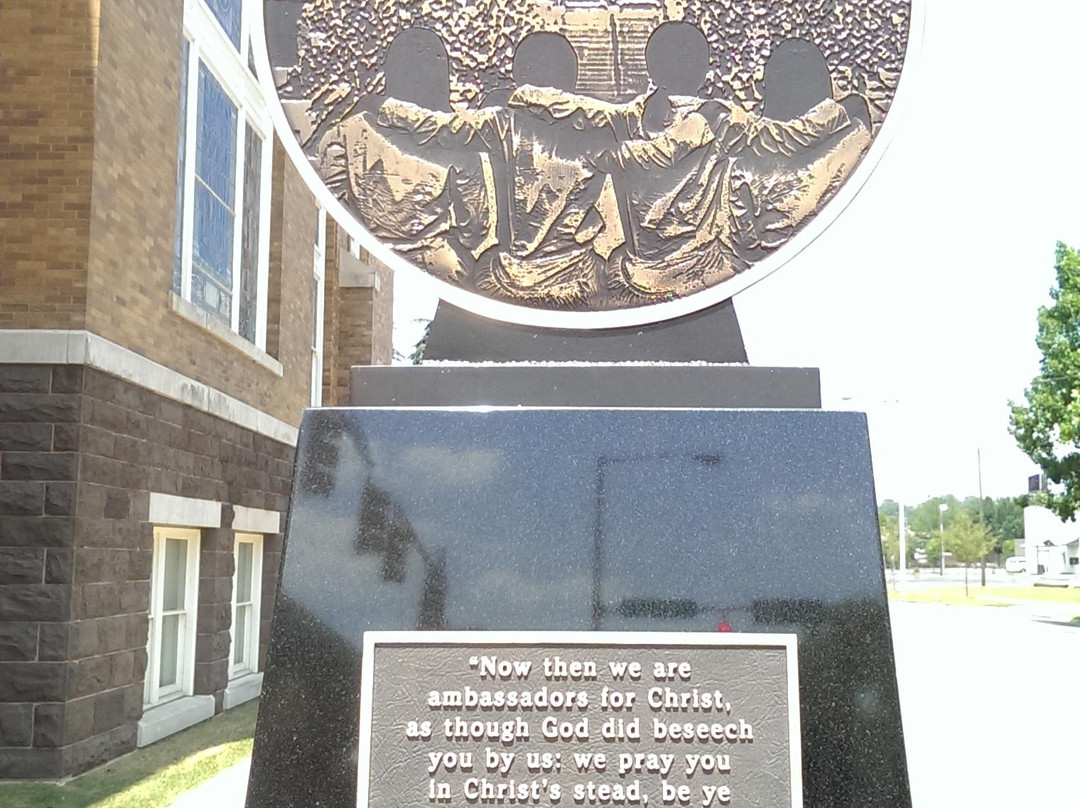 "Now then we are
ambassadors for Christ,
as though God did beseech
you by us: we pray you
in Christ's stead, be ye